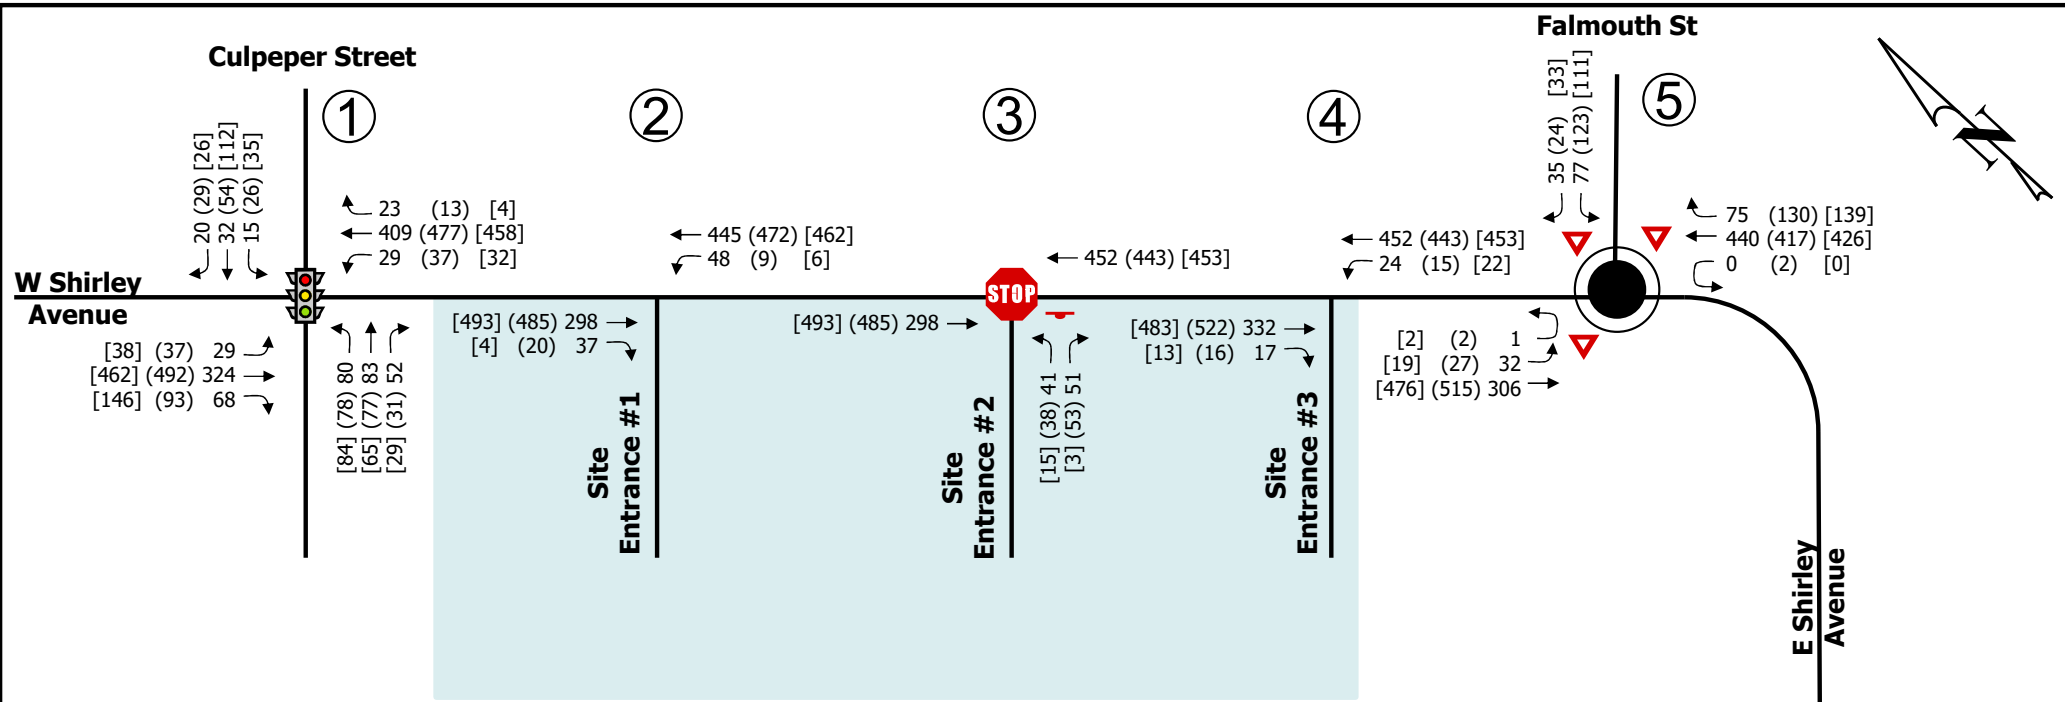 Culpeper Street
Falmouth St
1
2
3
4
5
20 (29) [26]
32 (54) [112]
15 (26) [35]
23 (13) [4]
409 (477) [458]
29 (37) [32]
W Shirley
Avenue
[38] (37) 29
[462] (492) 324
[146] (93) 68
[84] (78) 80
[65] (77) 83
[29] (31) 52
445 (472) [462]
48 (9) [6]
[493] (485) 298
[4] (20) 37
Site
Entrance #1
452 (443) [453]
STOP
[493] (485) 298
[15] (38) 41
[3] (53) 51
Site
Entrance #2
452 (443) [453]
24 (15) [22]
[483] (522) 332
[13] (16) 17
Site
Entrance #3
35 (24) [33]
77 (123) [111]
75 (130) [139]
440 (417) [426]
0 (2) [0]
[2] (2) 1
[19] (27) 32
[476] (515) 306
E Shirley
Avenue
N